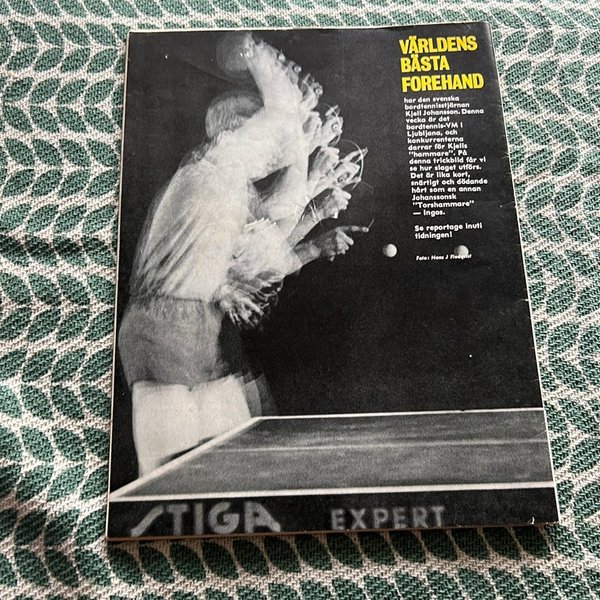 VÄRLDENS
BÄSTA
FOREHAND
har den svenska
bordtennisstjärnan
Kjell Johansson. Denna
vecka är det
bordtennis-VM i
Ljubljana, och
konkurrenterna
darrar för Kjells
"hammare". På
denna trickbild får vi
se hur slaget utförs.
Det är lika kort,
snärtigt och dödande
hårt som en annan
Johanssonsk
"Torshammare"
— Ingos.
Se reportage inuti
tidningen!
Foto: Hans J Flodqvist
STIGA EXPERT